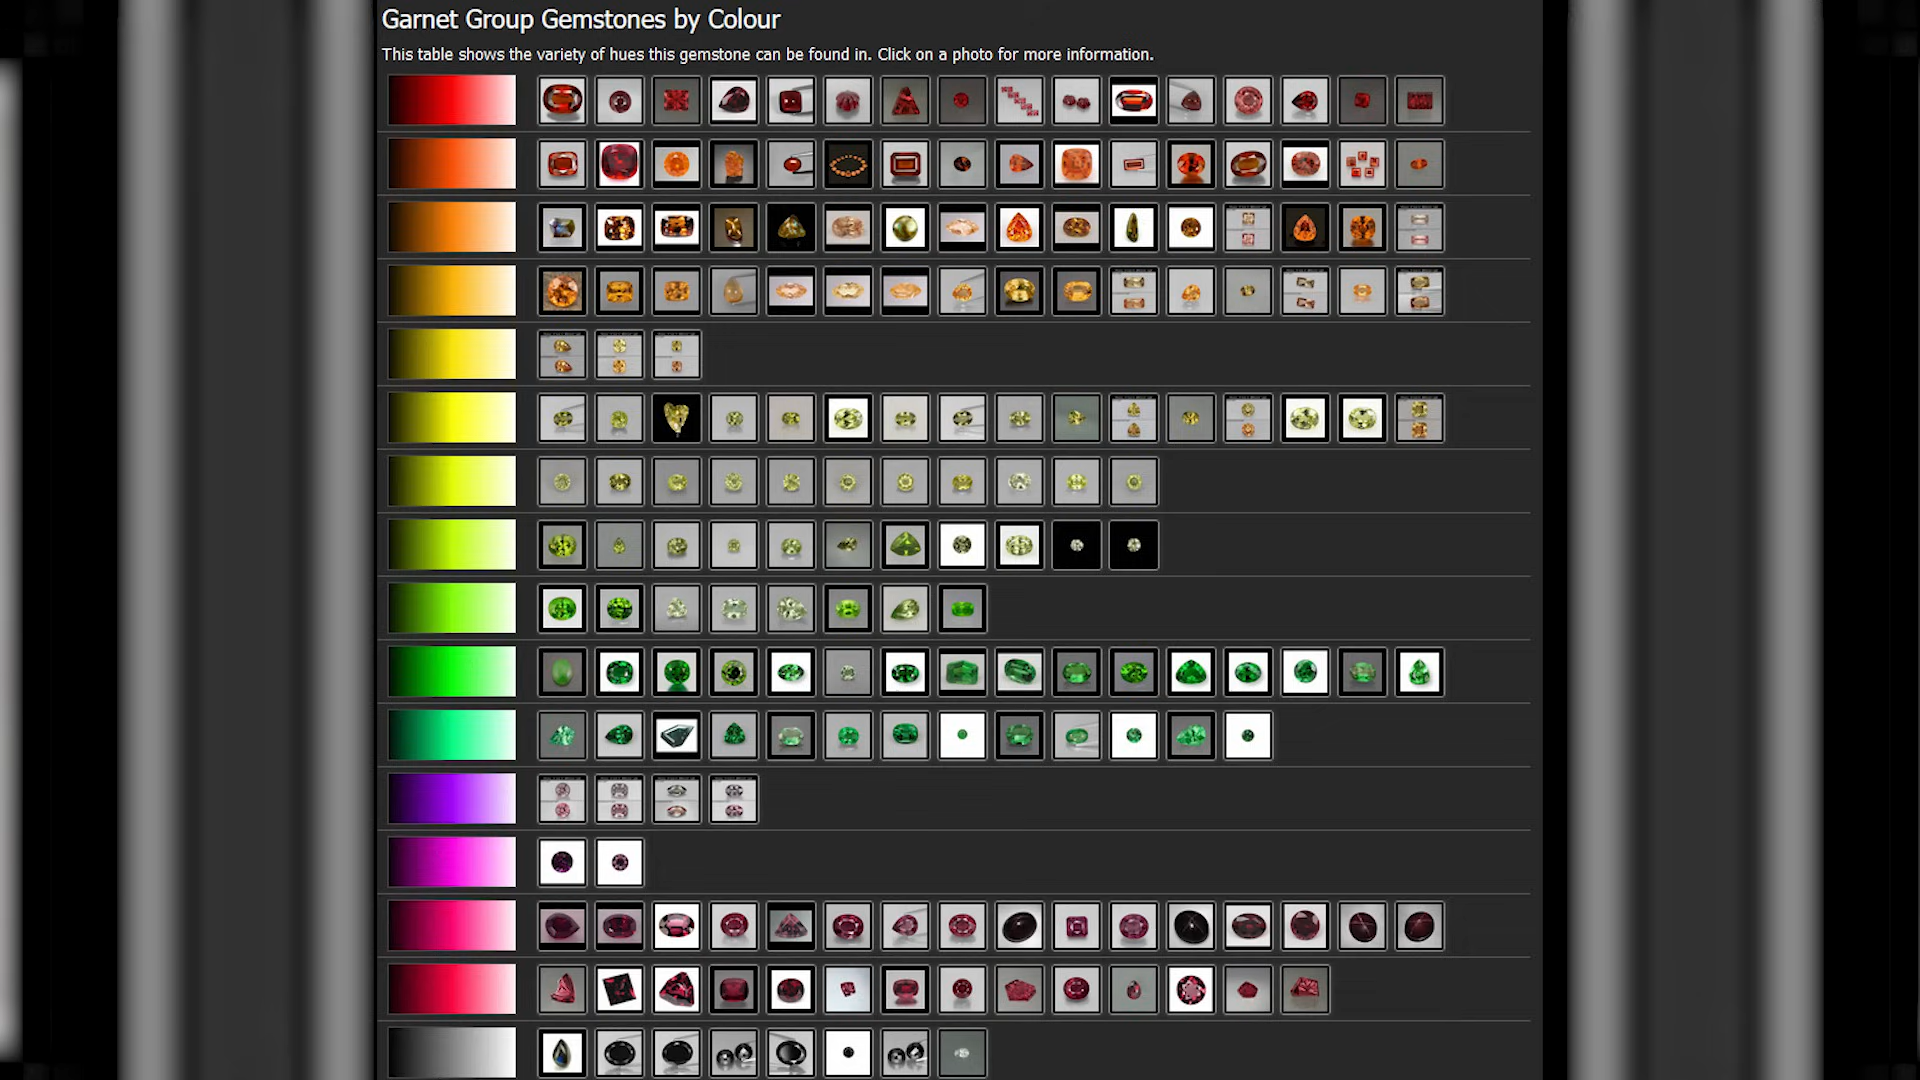 Garnet Group Gemstones by Colour
This table shows the variety of hues this gemstone can be found in. Click on a photo for more information.